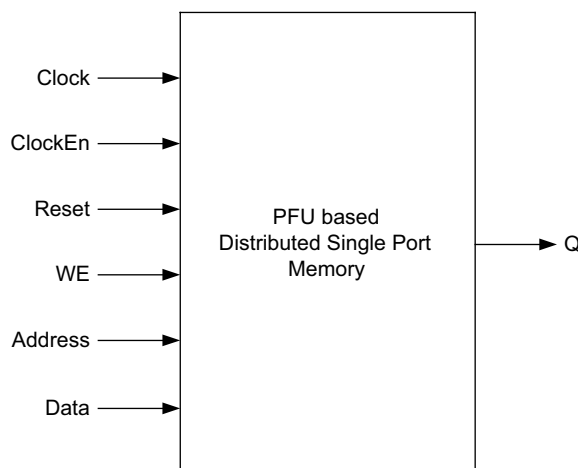 Clock
ClockEn
Reset
WE
Address
Data
PFU based
Distributed Single Port
Memory
Q